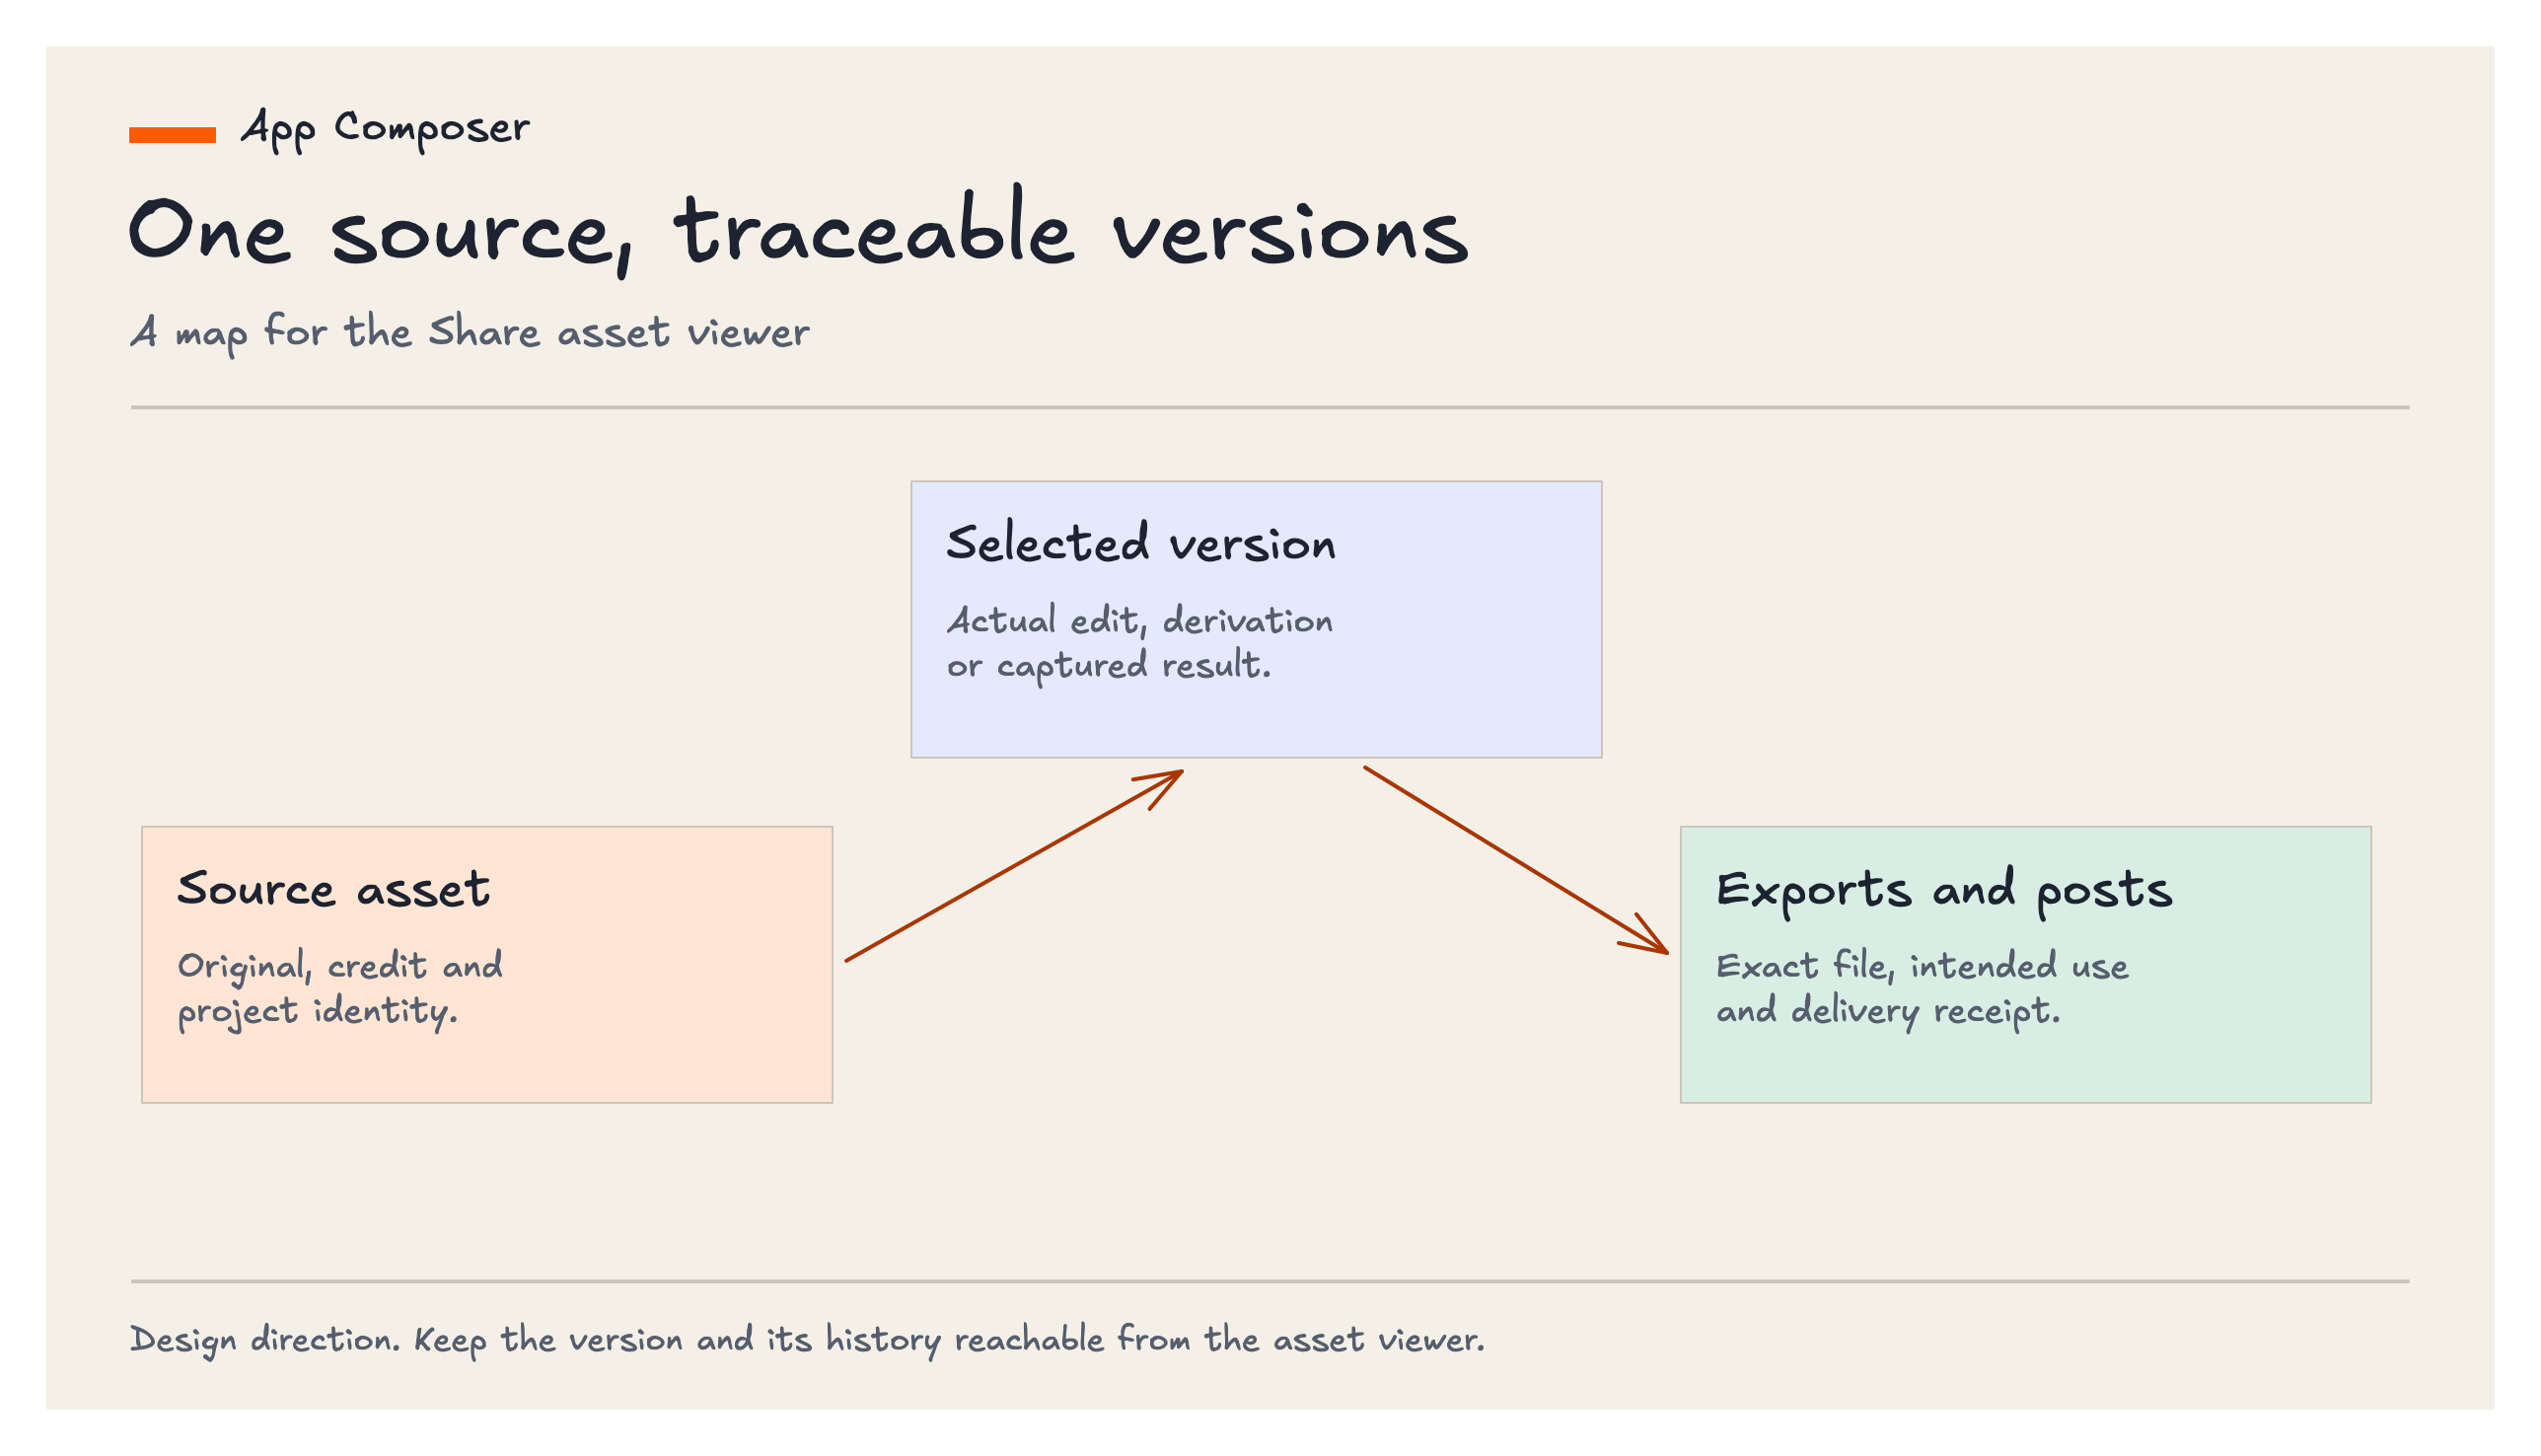 App Composer
One source, traceable versions
A map for the Share asset viewer
Selected version
Actual edit, derivation
or captured result.
Source asset
Original, credit and
project identity.
Exports and posts
Exact file, intended use
and delivery receipt.
Design direction. Keep the version and its history reachable from the asset viewer.